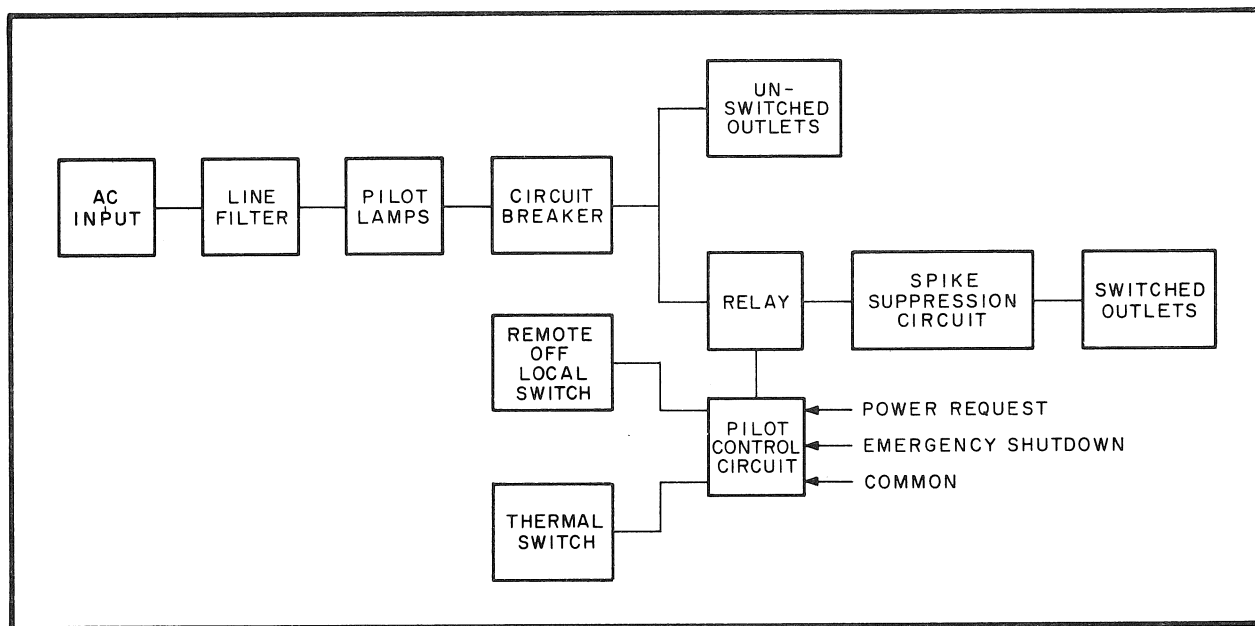 UN-
SWITCHED
OUTLETS
AC
INPUT
LINE
FILTER
PILOT
LAMPS
CIRCUIT
BREAKER
RELAY
SPIKE
SUPPRESSION
CIRCUIT
SWITCHED
OUTLETS
REMOTE
OFF
LOCAL
SWITCH
PILOT
CONTROL
CIRCUIT
POWER REQUEST
EMERGENCY SHUTDOWN
COMMON
THERMAL
SWITCH